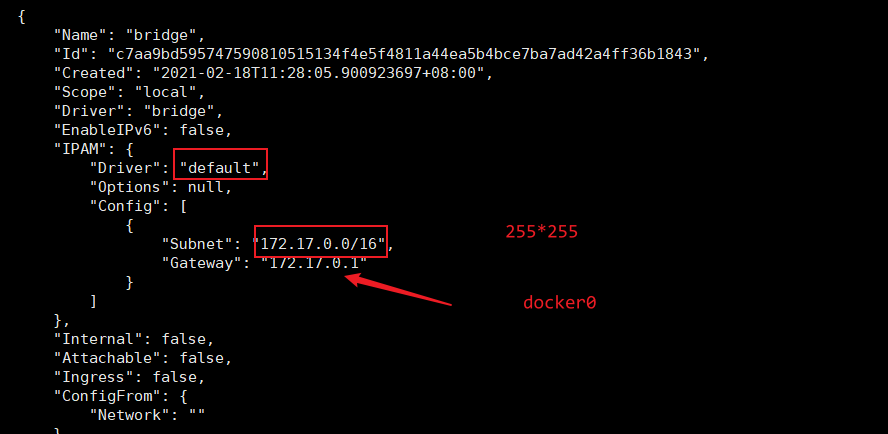 {
"Name": "bridge",
"Id": "c7aa9bd595747590810515134f4e5f4811a44ea5b4bce7ba7ad42a4ff36b1843",
"Created": "2021-02-18T11:28:05.900923697+08:00",
"Scope": "local",
"Driver": "bridge",
"EnableIPv6": false,
"IPAM": {
"Driver": "default",
"Options": null,
"Config": [
{
"Subnet": "172.17.0.0/16",
255*255
"Gateway": "172.17.0.1"
}
docker0
]
},
"Internal": false,
"Attachable": false,
"Ingress": false,
"ConfigFrom": {
"Network": ""
}